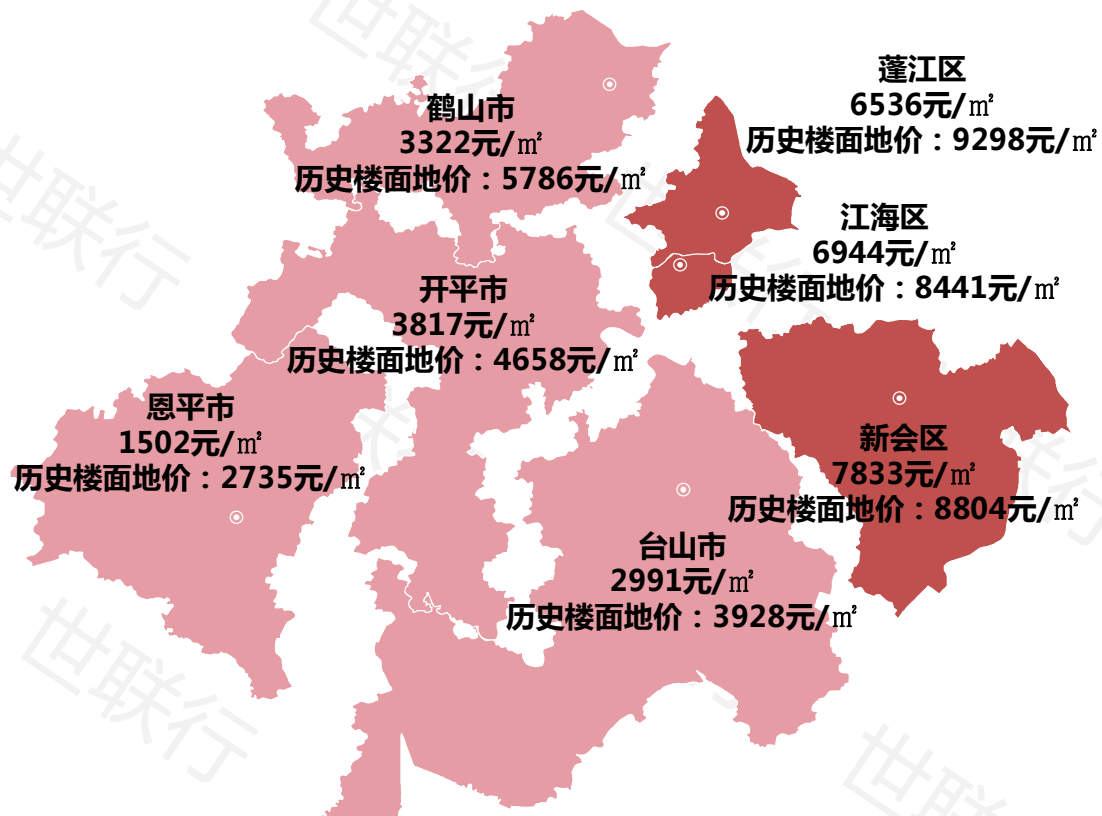 蓬江区
6536元/㎡
历史楼面地价：9298元/㎡
鹤山市
3322元/㎡
历史楼面地价：5786元/㎡
江海区
6944元/㎡
历史楼面地价：8441元/㎡
开平市
3817元/㎡
历史楼面地价：4658元/㎡
恩平市
1502元/㎡
历史楼面地价：2735元/㎡
新会区
7833元/㎡
历史楼面地价：8804元/㎡
台山市
2991元/㎡
历史楼面地价：3928元/㎡
世联行
世联行
世联行
世联行